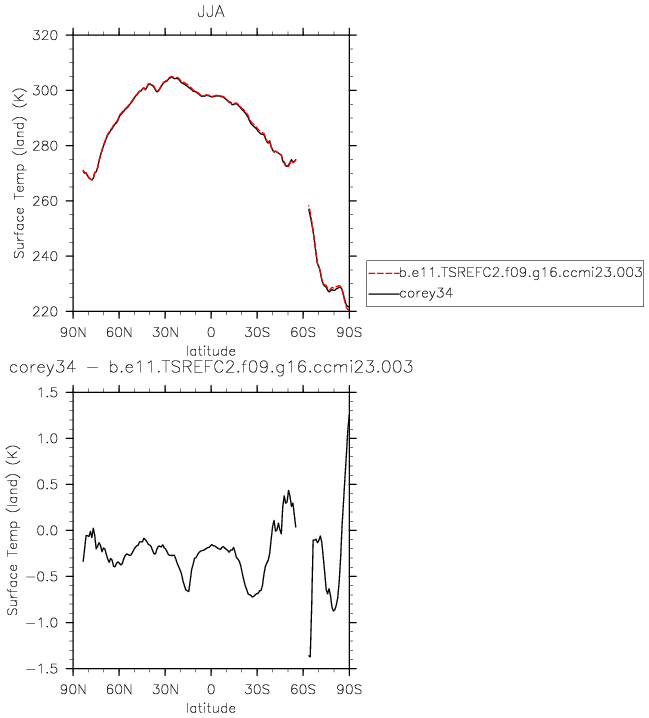 JJA
320
300
280
260
240
220
Surface Temp (land) (K)
90N 60N 30N 0 30S 60S 90S
latitude
b.e11.TSREFC2.f09.g16.ccmi23.003
corey34
corey34 − b.e11.TSREFC2.f09.g16.ccmi23.003
1.5
1.0
0.5
0.0
−0.5
−1.0
−1.5
Surface Temp (land) (K)
90N 60N 30N 0 30S 60S 90S
latitude